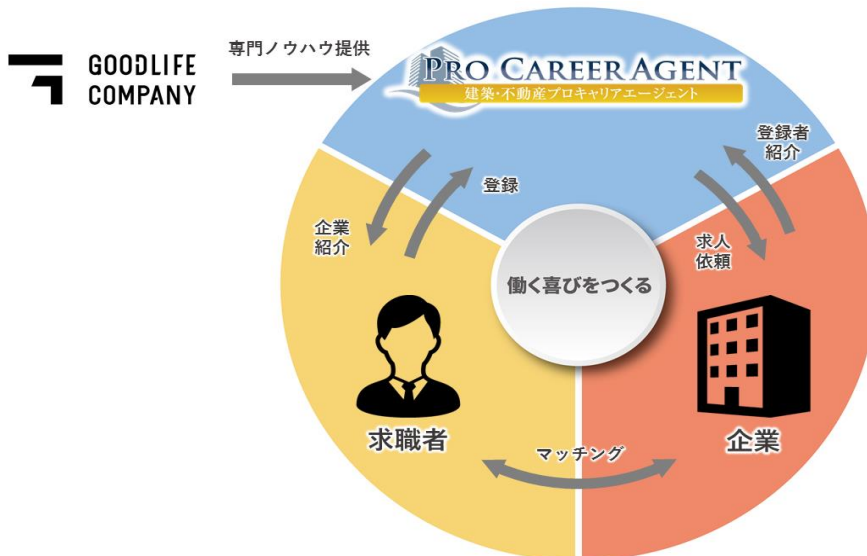 GOODLIFE
COMPANY
専門ノウハウ提供
PRO CAREER AGENT
建築・不動産プロキャリアエージェント
登録者
紹介
登録
企業
紹介
求人
依頼
働く喜びをつくる
求職者
企業
マッチング